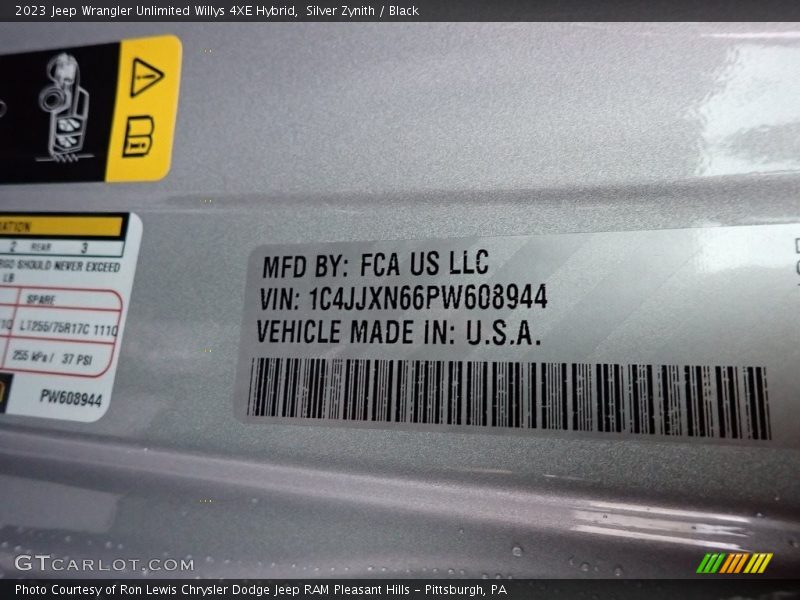 2023 Jeep Wrangler Unlimited Willys 4XE Hybrid,  Silver Zynith / Black
2 REAR 3
SHOULD NEVER EXCEED
LB
SPARE
LT255/75R17C 111Q
255 kPa / 37 PSI
PW608944
MFD BY: FCA US LLC
VIN: 1C4JJXN66PW608944
VEHICLE MADE IN: U.S.A.
GTCARLOT.COM
Photo Courtesy of Ron Lewis Chrysler Dodge Jeep RAM Pleasant Hills - Pittsburgh, PA